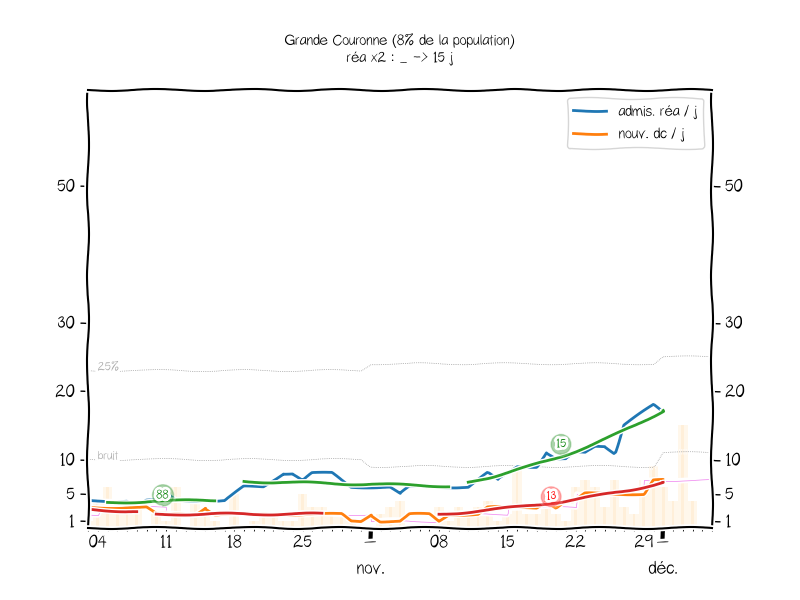 Grande Couronne (8% de la population)
réa x2 : _ -> 15 j
admis. réa / j
nouv. dc / j
50 50
30 30
25%
20 20
15
bruit
10 10
88
13
5 5
1 1
04 11 18 25 1 08 15 22 29 1
nov. déc.